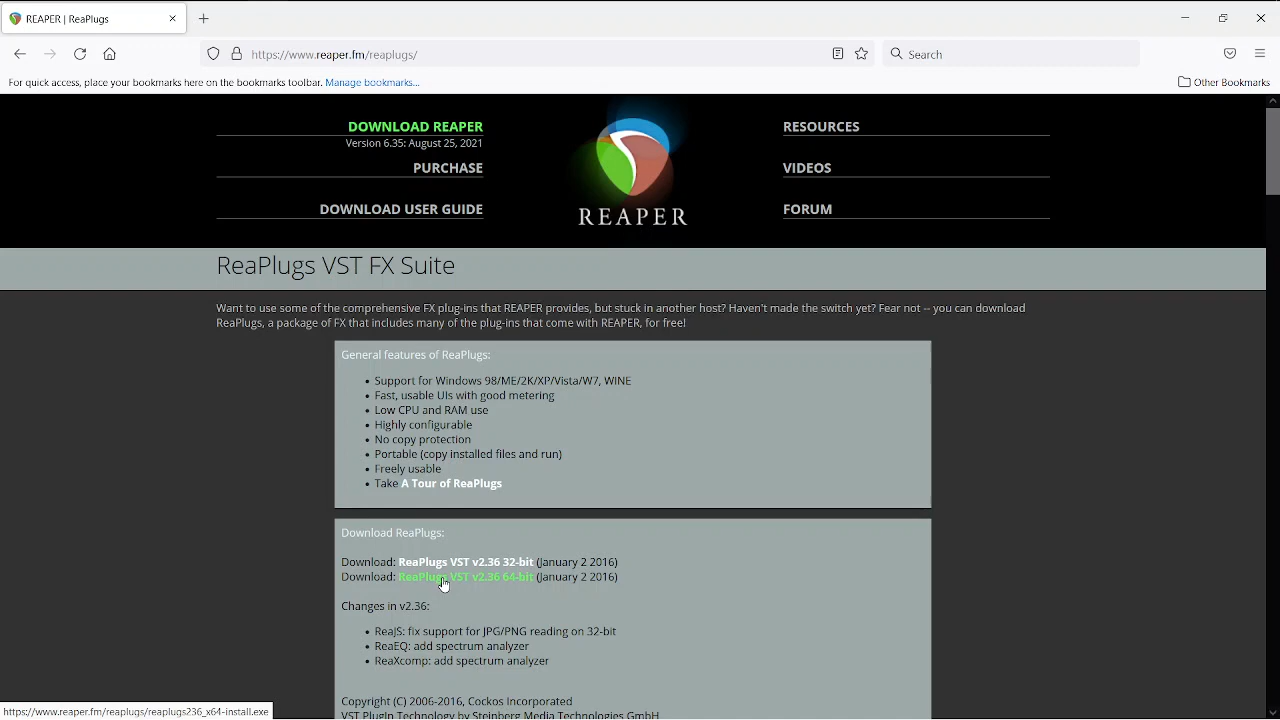 REAPER | ReaPlugs
https://www.reaper.fm/reaplugs/
Search
For quick access, place your bookmarks here on the bookmarks toolbar. Manage bookmarks...
Other Bookmarks
DOWNLOAD REAPER
Version 6.35: August 25, 2021
PURCHASE
DOWNLOAD USER GUIDE
REAPER
RESOURCES
VIDEOS
FORUM
ReaPlugs VST FX Suite
Want to use some of the comprehensive FX plug-ins that REAPER provides, but stuck in another host? Haven't made the switch yet? Fear not -- you can download
ReaPlugs, a package of FX that includes many of the plug-ins that come with REAPER, for free!
General features of ReaPlugs:
Support for Windows 98/ME/2K/XP/Vista/W7, WINE
Fast, usable UIs with good metering
Low CPU and RAM use
Highly configurable
No copy protection
Portable (copy installed files and run)
Freely usable
Take A Tour of ReaPlugs
Download ReaPlugs:
Download: ReaPlugs VST v2.36 32-bit (January 2 2016)
Download: ReaPlugs VST v2.36 64-bit (January 2 2016)
Changes in v2.36:
ReaJS: fix support for JPG/PNG reading on 32-bit
ReaEQ: add spectrum analyzer
ReaXcomp: add spectrum analyzer
Copyright (C) 2006-2016, Cockos Incorporated
VST PlugIn Technology by Steinberg Media Technologies GmbH
https://www.reaper.fm/reaplugs/reaplugs236_x64-install.exe